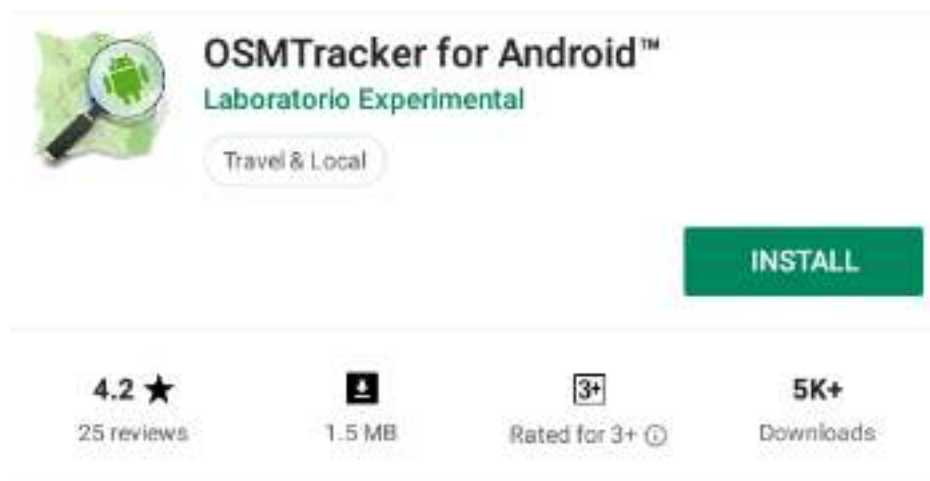 OSMTracker for Android™
Laboratorio Experimental
Travel & Local
INSTALL
4.2 ★ 3+ 5K+
25 reviews 1.5 MB Rated for 3+ Downloads